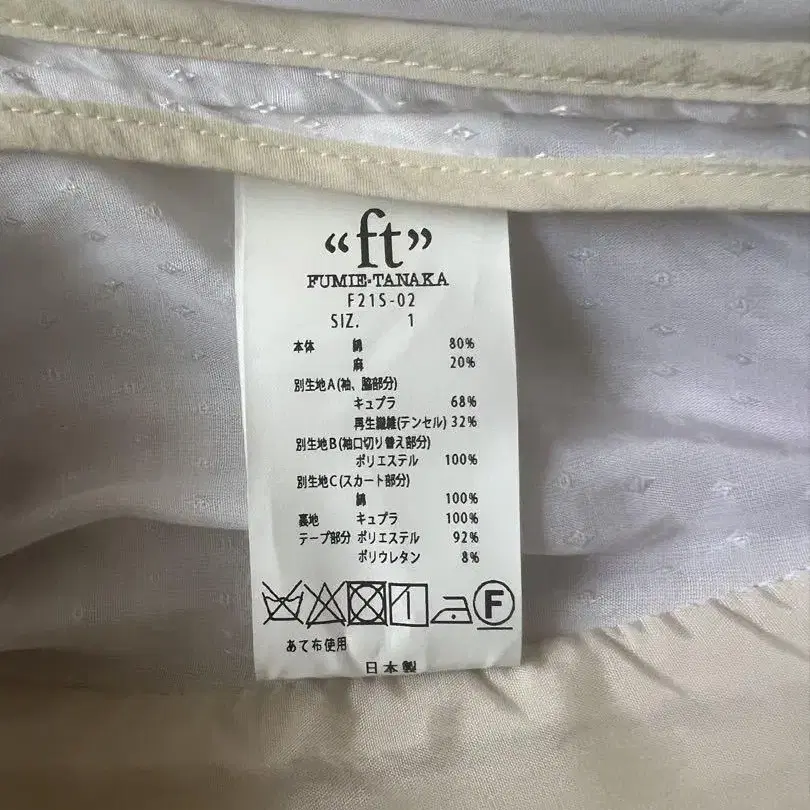 “ft”
FUMIE·TANAKA
F21S-02
SIZ. 1
本体 綿 80%
麻 20%
別生地A(袖、脇部分)
キュプラ 68%
再生繊維(テンセル) 32%
別生地B(袖口切り替え部分)
ポリエステル 100%
別生地C(スカート部分)
綿 100%
裏地 キュプラ 100%
テープ部分 ポリエステル 92%
ポリウレタン 8%
F
あて布使用
日本製